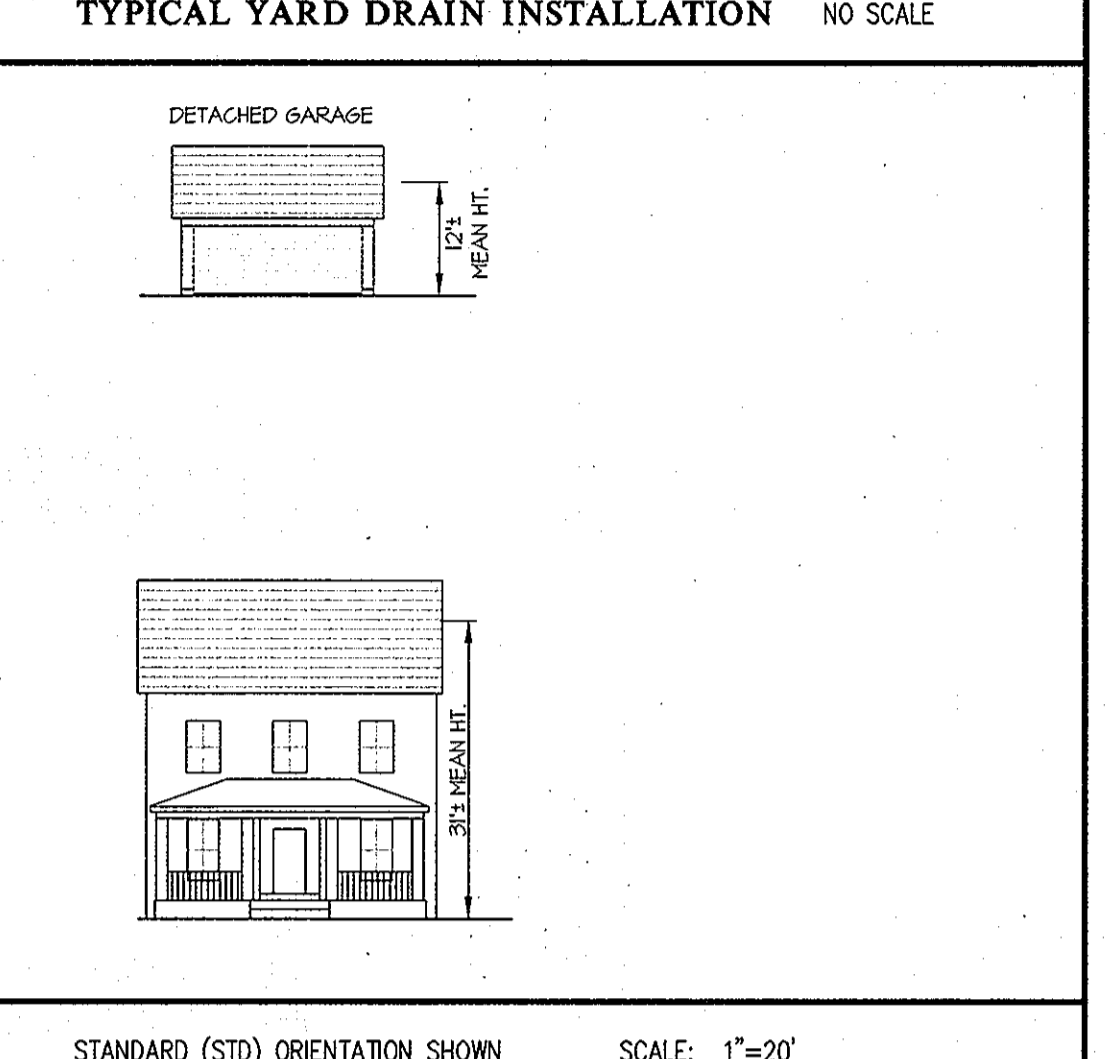 TYPICAL YARD DRAIN INSTALLATION NO SCALE
DETACHED GARAGE
12'±
MEAN HT.
31'± MEAN HT.
STANDARD (STD) ORIENTATION SHOWN SCALE: 1"=20'